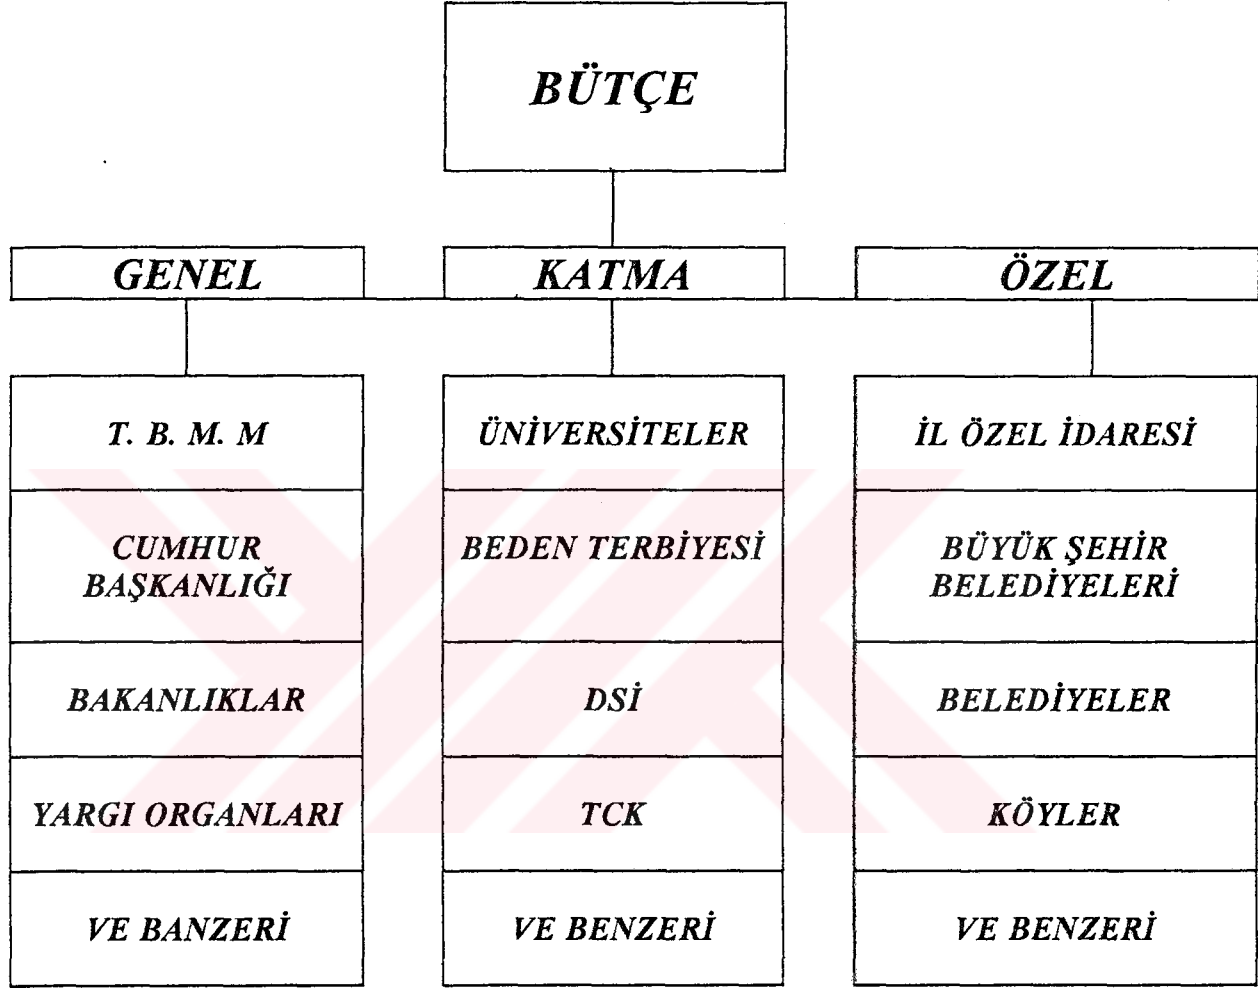 BÜTÇE
GENEL
KATMA
ÖZEL
T. B. M. M
ÜNİVERSİTELER
İL ÖZEL İDARESİ
CUMHUR
BAŞKANLIĞI
BEDEN TERBİYESİ
BÜYÜK ŞEHİR
BELEDİYELERİ
BAKANLIKLAR
DSİ
BELEDİYELER
YARGI ORGANLARI
TCK
KÖYLER
VE BANZERİ
VE BENZERİ
VE BENZERİ